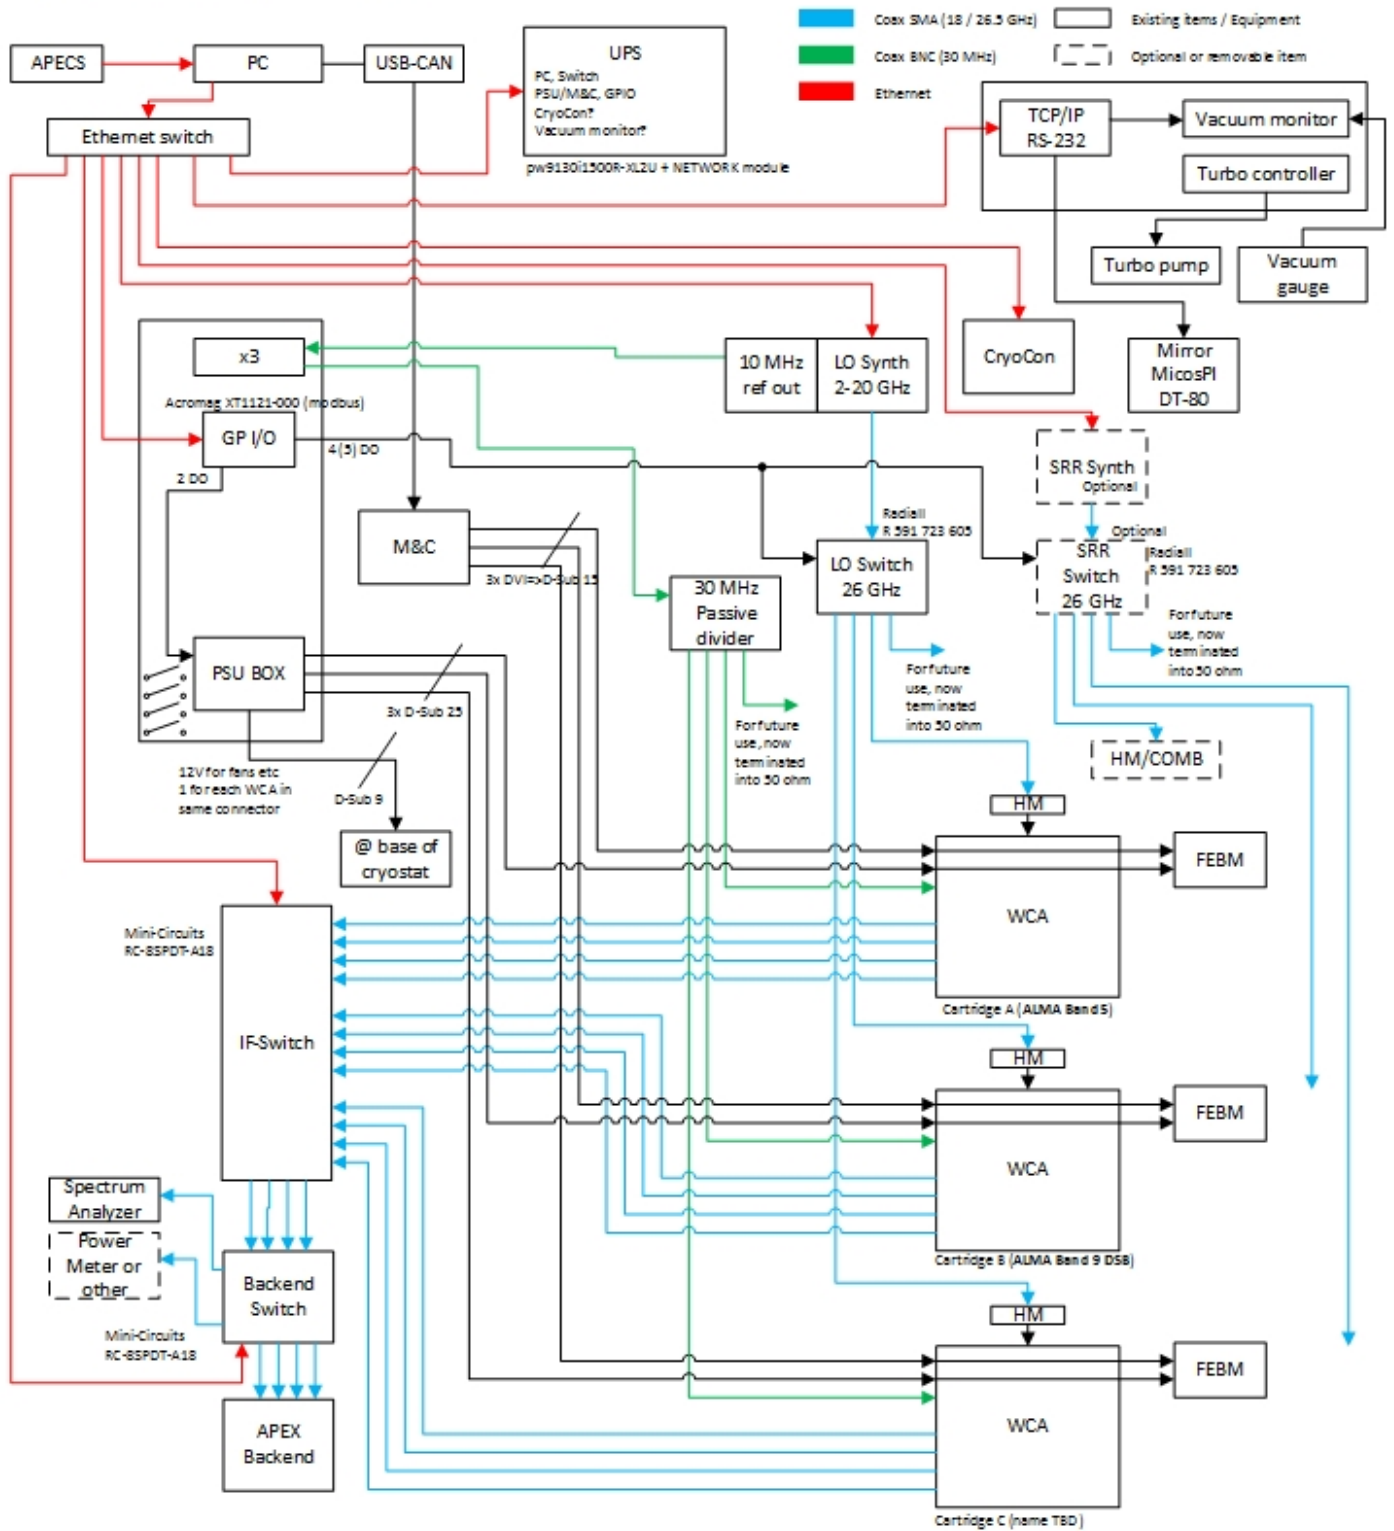 Coax SMA (18 / 26.5 GHz)
Existing items / Equipment
Coax BNC (30 MHz)
Optional or removable item
Ethernet
APECS
PC
USB-CAN
UPS
PC, Switch
PSU/M&C, GPIO
CryoCon?
Vacuum monitor?
pw9130i1500R-XL2U + NETWORK module
Ethernet switch
TCP/IP
RS-232
Vacuum monitor
Turbo controller
Turbo pump
Vacuum
gauge
x3
10 MHz
ref out
LO Synth
2-20 GHz
CryoCon
Mirror
MicosPI
DT-80
Acromag XT1121-000 (modbus)
GP I/O
4 (5) DO
2 DO
SRR Synth
Optional
M&C
3x DVI=>D-Sub 15
Radiall
R 591 723 605
LO Switch
26 GHz
Optional
SRR
Switch
26 GHz
Radiall
R 591 723 605
30 MHz
Passive
divider
For future
use, now
terminated
into 50 ohm
For future
use, now
terminated
into 50 ohm
For future
use, now
terminated
into 50 ohm
PSU BOX
3x D-Sub 25
12V for fans etc
1 for each WCA in
same connector
D-Sub 9
@ base of
cryostat
HM/COMB
HM
WCA
FEBM
Cartridge A (ALMA Band 5)
Mini-Circuits
RC-8SPDT-A18
IF-Switch
HM
WCA
FEBM
Cartridge B (ALMA Band 9 DSB)
Spectrum
Analyzer
Power
Meter or
other
Backend
Switch
Mini-Circuits
RC-8SPDT-A18
APEX
Backend
HM
WCA
FEBM
Cartridge C (name TBD)